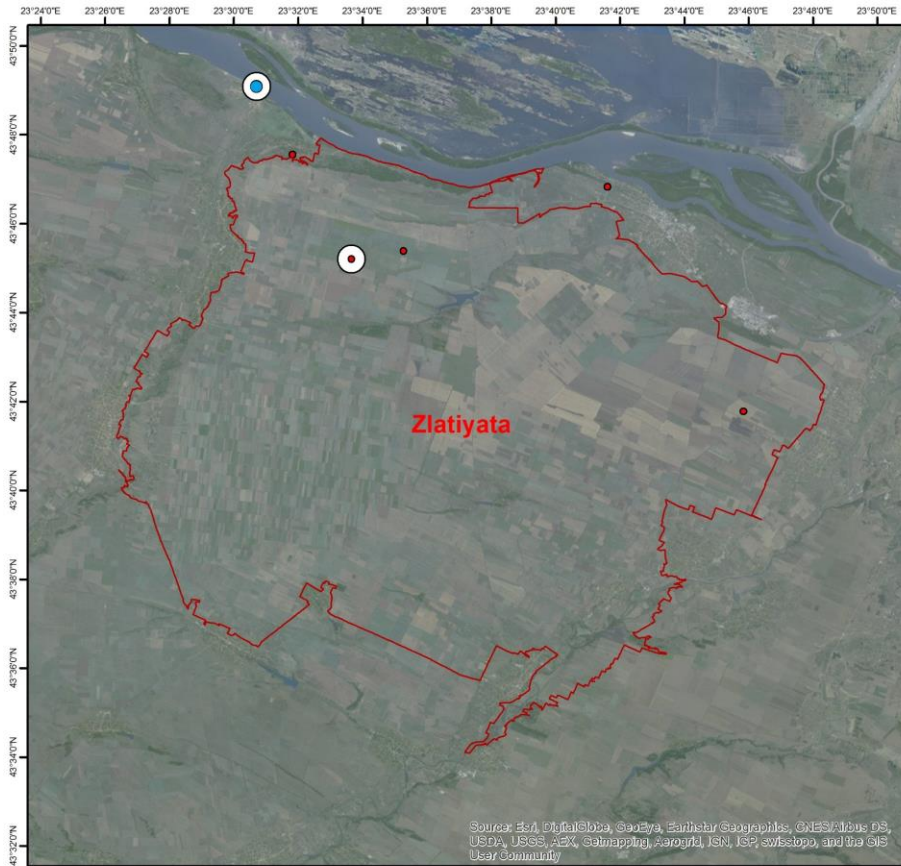 23°24'0"E 23°26'0"E 23°28'0"E 23°30'0"E 23°32'0"E 23°34'0"E 23°36'0"E 23°38'0"E 23°40'0"E 23°42'0"E 23°44'0"E 23°46'0"E 23°48'0"E 23°50'0"E
43°50'0"N
43°48'0"N
43°46'0"N
43°44'0"N
43°42'0"N
43°40'0"N
43°38'0"N
43°36'0"N
43°34'0"N
43°32'0"N
Zlatiyata
Source: Esri, DigitalGlobe, GeoEye, Earthstar Geographics, CNES/Airbus DS,
USDA, USGS, AEX, Getmapping, Aerogrid, IGN, IGP, swisstopo, and the GIS
User Community